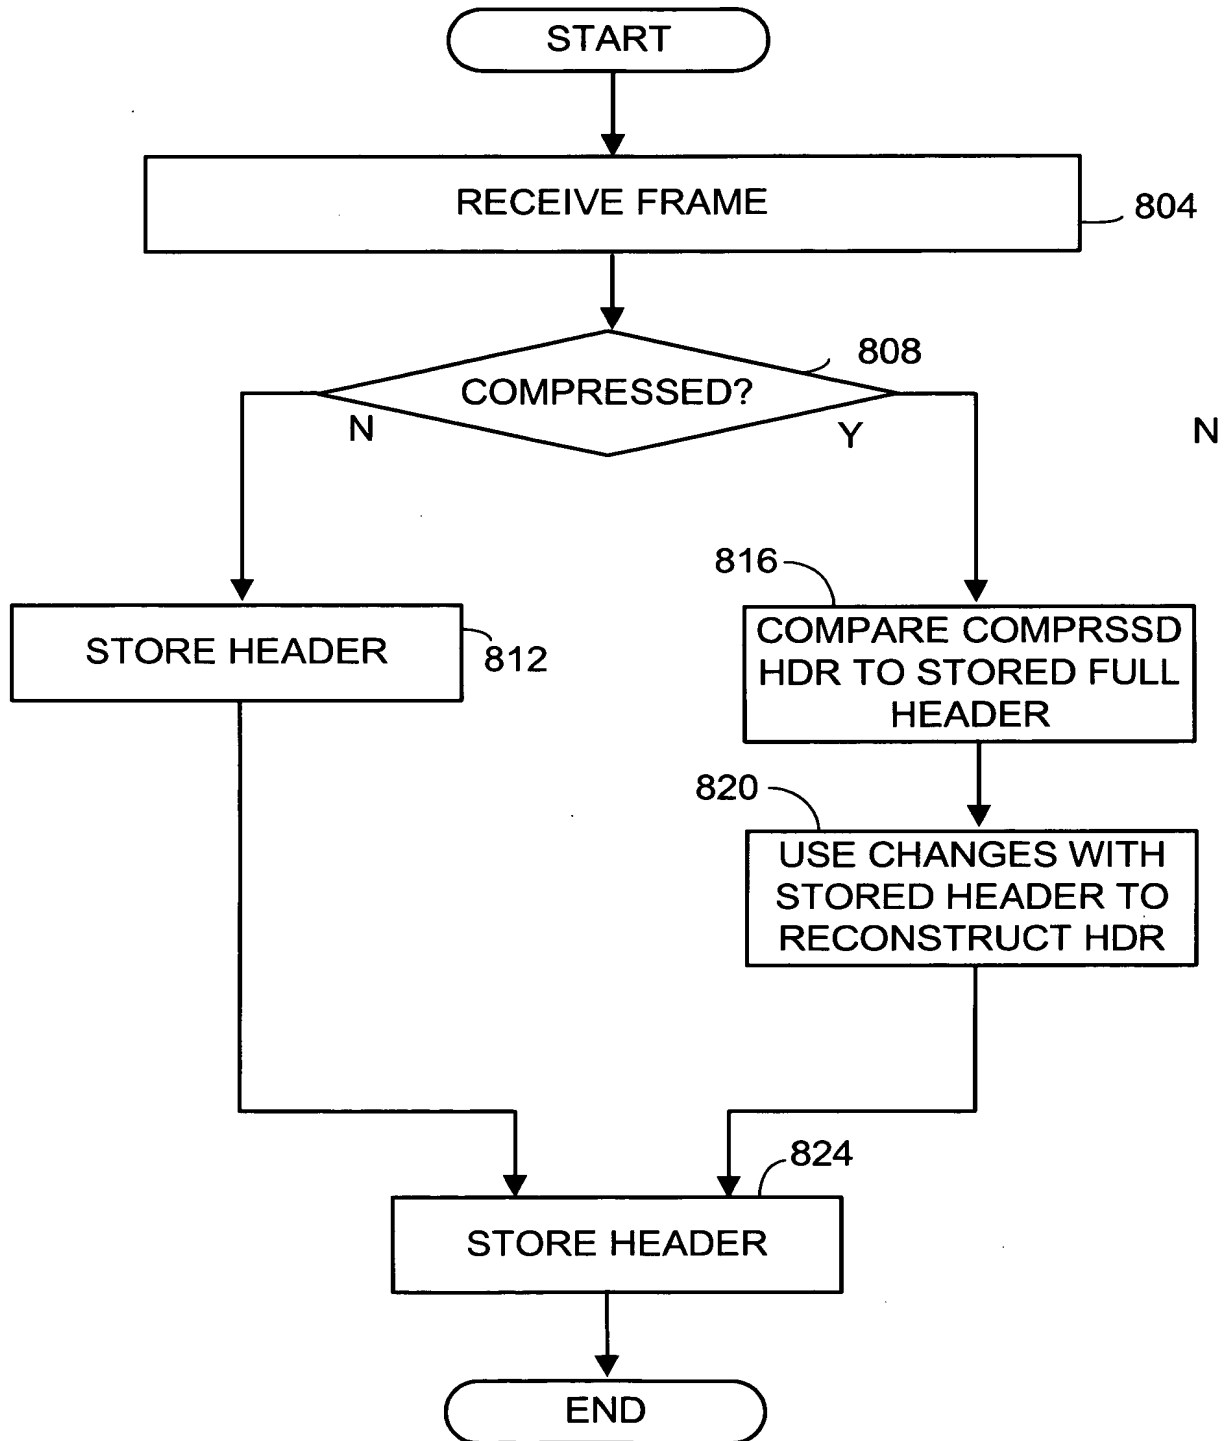 START
RECEIVE FRAME
804
808
COMPRESSED?
N
Y
N
816
STORE HEADER
812
COMPARE COMPRSSD
HDR TO STORED FULL
HEADER
820
USE CHANGES WITH
STORED HEADER TO
RECONSTRUCT HDR
824
STORE HEADER
END